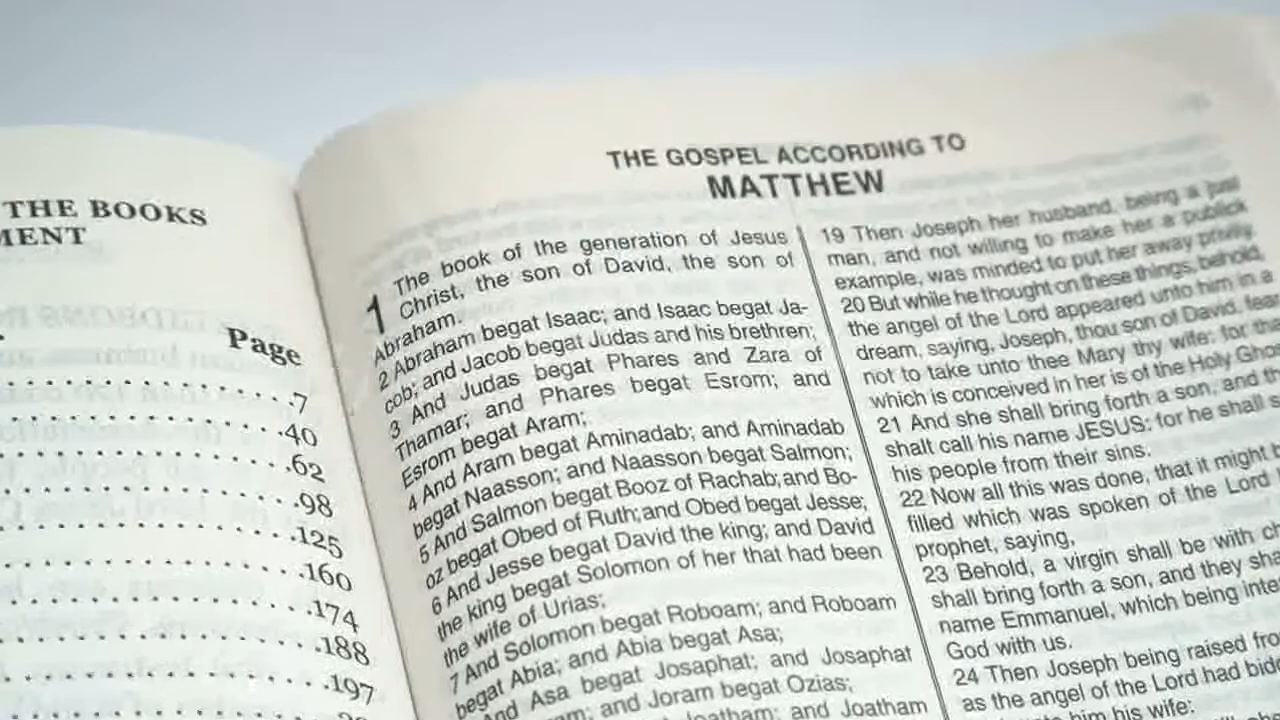 THE BOOKS
MENT
Page
7
40
62
98
125
160
174
188
197
THE GOSPEL ACCORDING TO
MATTHEW
1 The book of the generation of Jesus
Christ, the son of David, the son of
Abraham.
2 Abraham begat Isaac; and Isaac begat Ja-
cob; and Jacob begat Judas and his brethren;
3 And Judas begat Phares and Zara of
Thamar; and Phares begat Esrom; and
Esrom begat Aram;
4 And Aram begat Aminadab; and Aminadab
begat Naasson; and Naasson begat Salmon;
5 And Salmon begat Booz of Rachab; and Bo-
oz begat Obed of Ruth; and Obed begat Jesse;
6 And Jesse begat David the king; and David
the king begat Solomon of her that had been
the wife of Urias;
7 And Solomon begat Roboam; and Roboam
begat Abia; and Abia begat Asa;
And Asa begat Josaphat; and Josaphat
and Joram begat Ozias;
Joatham; and Joatham
19 Then Joseph her husband, being a just
man, and not willing to make her a publick
example, was minded to put her away privily.
20 But while he thought on these things, behold,
the angel of the Lord appeared unto him in a
dream, saying, Joseph, thou son of David, fear
not to take unto thee Mary thy wife: for that
which is conceived in her is of the Holy Ghos
21 And she shall bring forth a son, and th
shalt call his name JESUS: for he shall s
his people from their sins.
22 Now all this was done, that it might b
filled which was spoken of the Lord
prophet, saying,
23 Behold, a virgin shall be with ch
shall bring forth a son, and they sha
name Emmanuel, which being inte
God with us.
24 Then Joseph being raised fro
as the angel of the Lord had bid
him his wife: